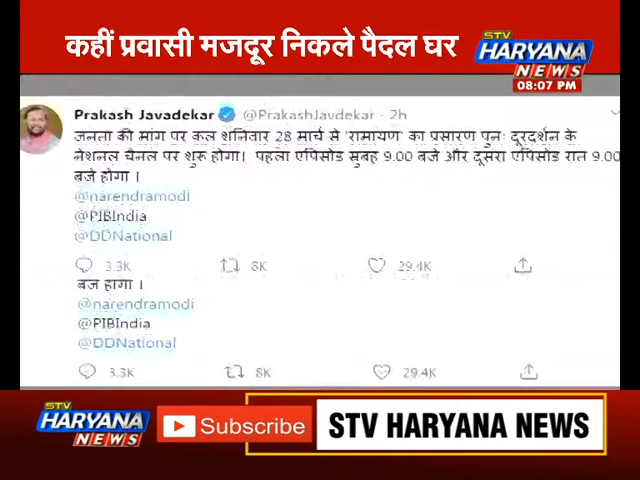 कहीं प्रवासी मजदूर निकले पैदल घर
STV
HARYANA
NEWS
08:07 PM
Prakash Javadekar @PrakashJavdekar · 2h
जनता की मांग पर कल शनिवार 28 मार्च से 'रामायण' का प्रसारण पुनः दूरदर्शन के
नेशनल चैनल पर शुरू होगा। पहला एपिसोड सुबह 9.00 बजे और दूसरा एपिसोड रात 9.00
बजे होगा ।
@narendramodi
@PIBIndia
@DDNational
3.3K 8K 29.4K
बजे होगा ।
@narendramodi
@PIBIndia
@DDNational
3.3K 8K 29.4K
STV
HARYANA
NEWS
Subscribe
STV HARYANA NEWS